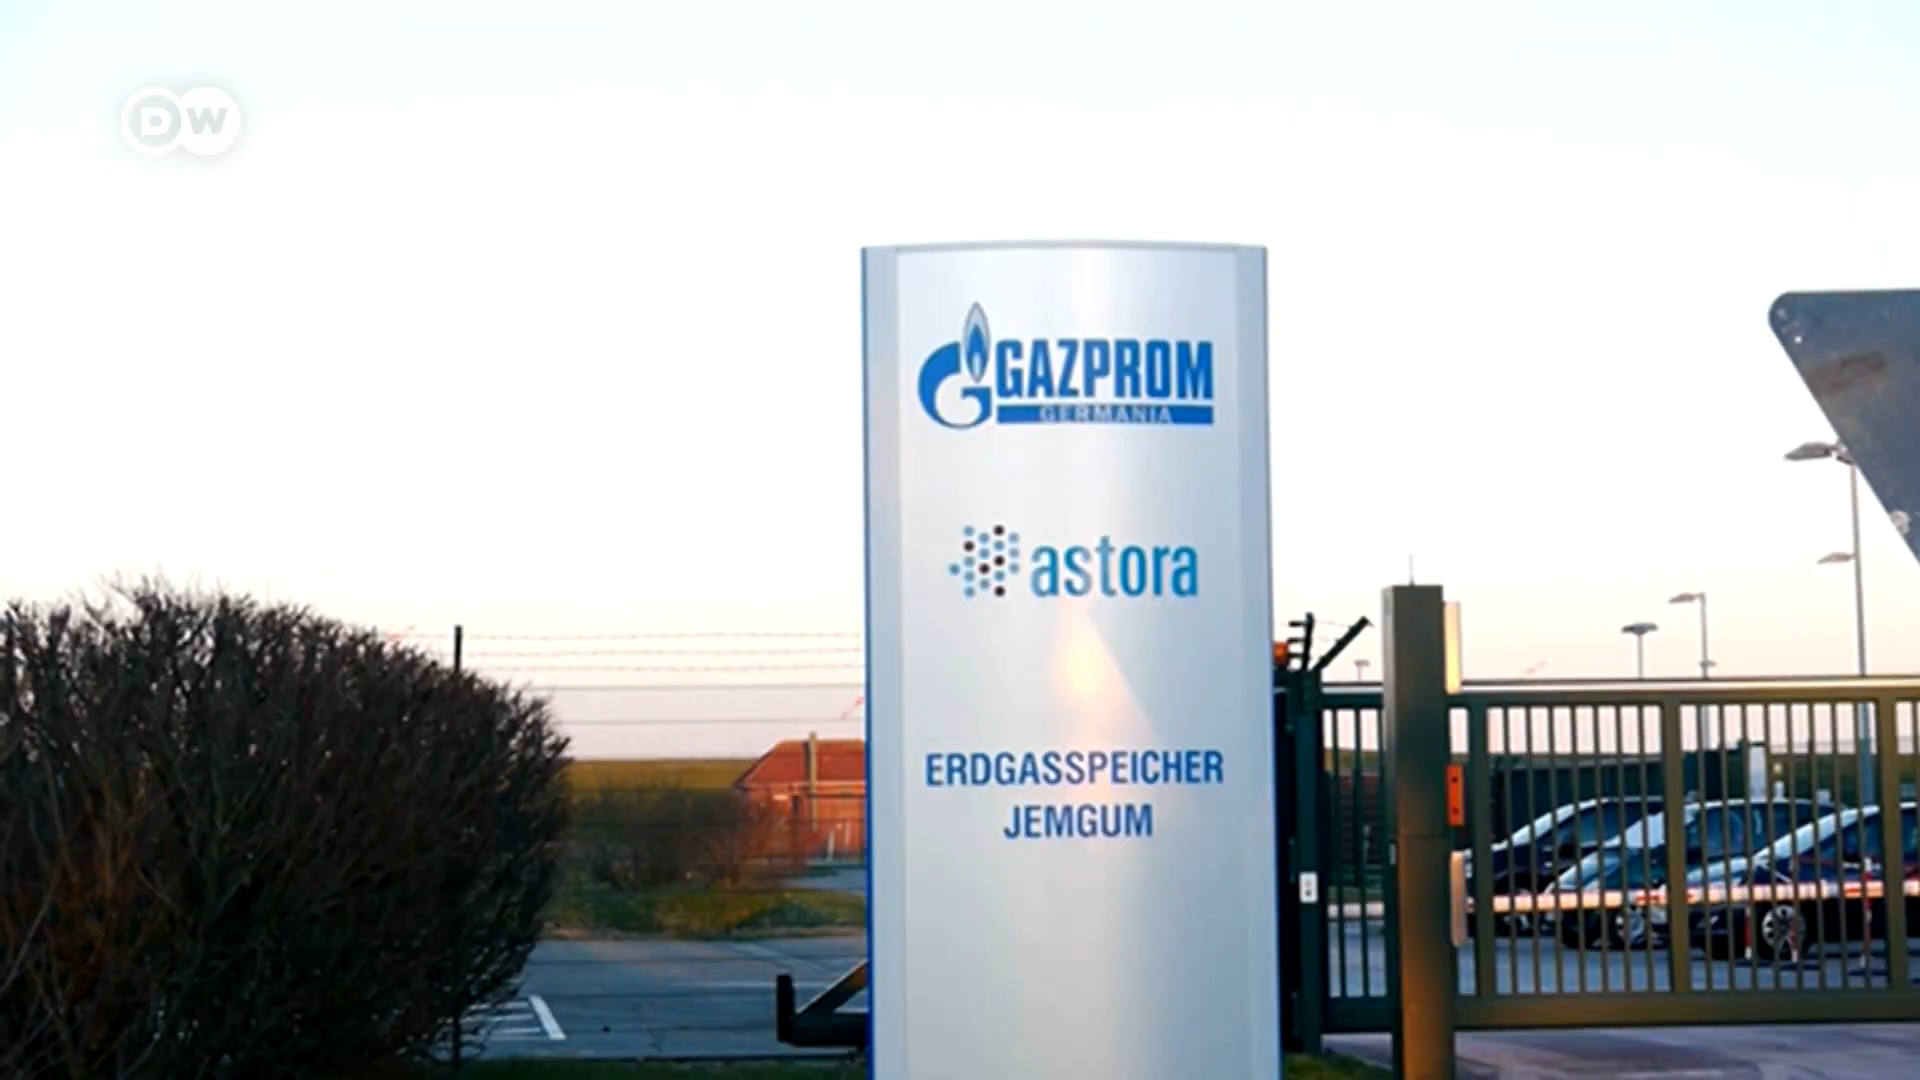 DW
GAZPROM
GERMANIA
astora
ERDGASSPEICHER
JEMGUM